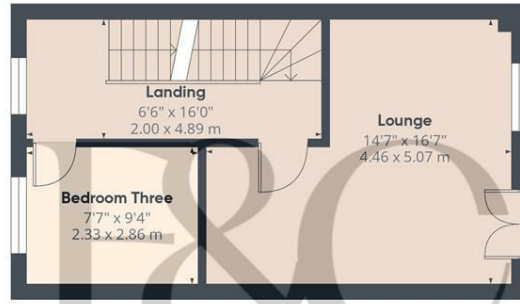 Landing
6'6" x 16'0"
2.00 x 4.89 m
Lounge
14'7" x 16'7"
4.46 x 5.07 m
Bedroom Three
7'7" x 9'4"
2.33 x 2.86 m
J&C